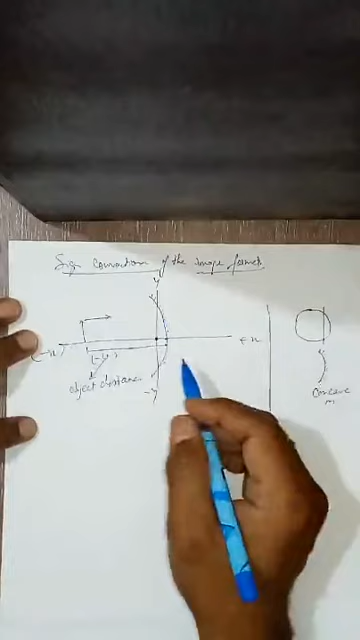 Sign convention of the image formed
y
(-x)
+x
(-u)
object distance
-y
Concave
m